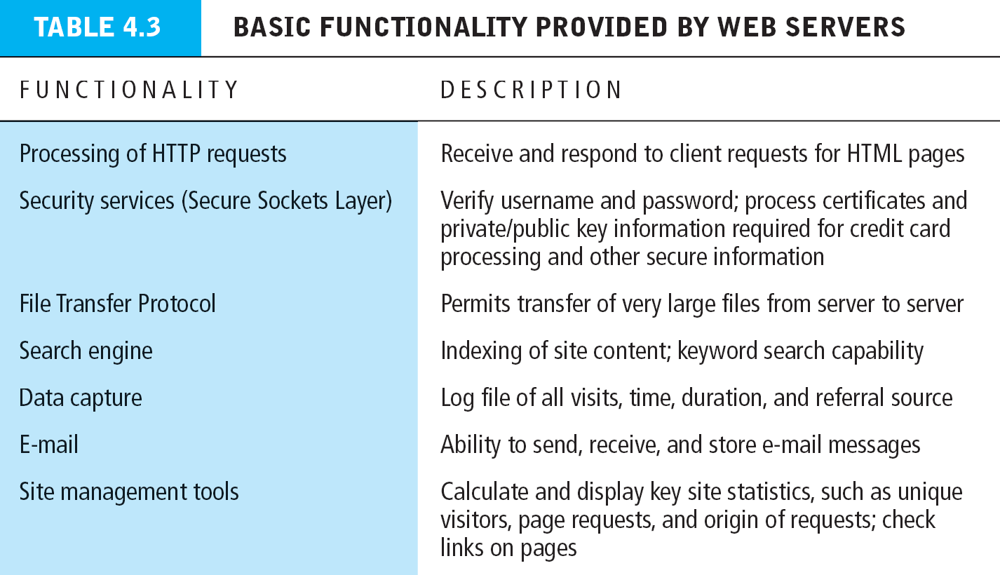 TABLE 4.3 BASIC FUNCTIONALITY PROVIDED BY WEB SERVERS
FUNCTIONALITY DESCRIPTION
Processing of HTTP requests Receive and respond to client requests for HTML pages
Security services (Secure Sockets Layer) Verify username and password; process certificates and
private/public key information required for credit card
processing and other secure information
File Transfer Protocol Permits transfer of very large files from server to server
Search engine Indexing of site content; keyword search capability
Data capture Log file of all visits, time, duration, and referral source
E-mail Ability to send, receive, and store e-mail messages
Site management tools Calculate and display key site statistics, such as unique
visitors, page requests, and origin of requests; check
links on pages